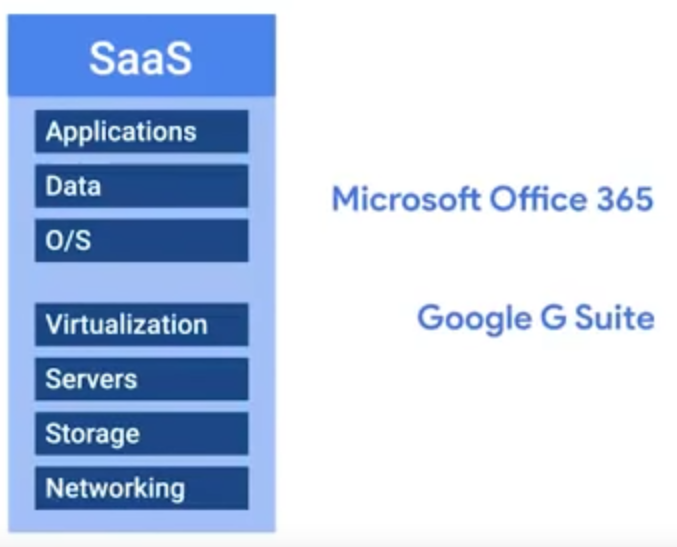 SaaS
Applications
Data
O/S
Virtualization
Servers
Storage
Networking
Microsoft Office 365
Google G Suite